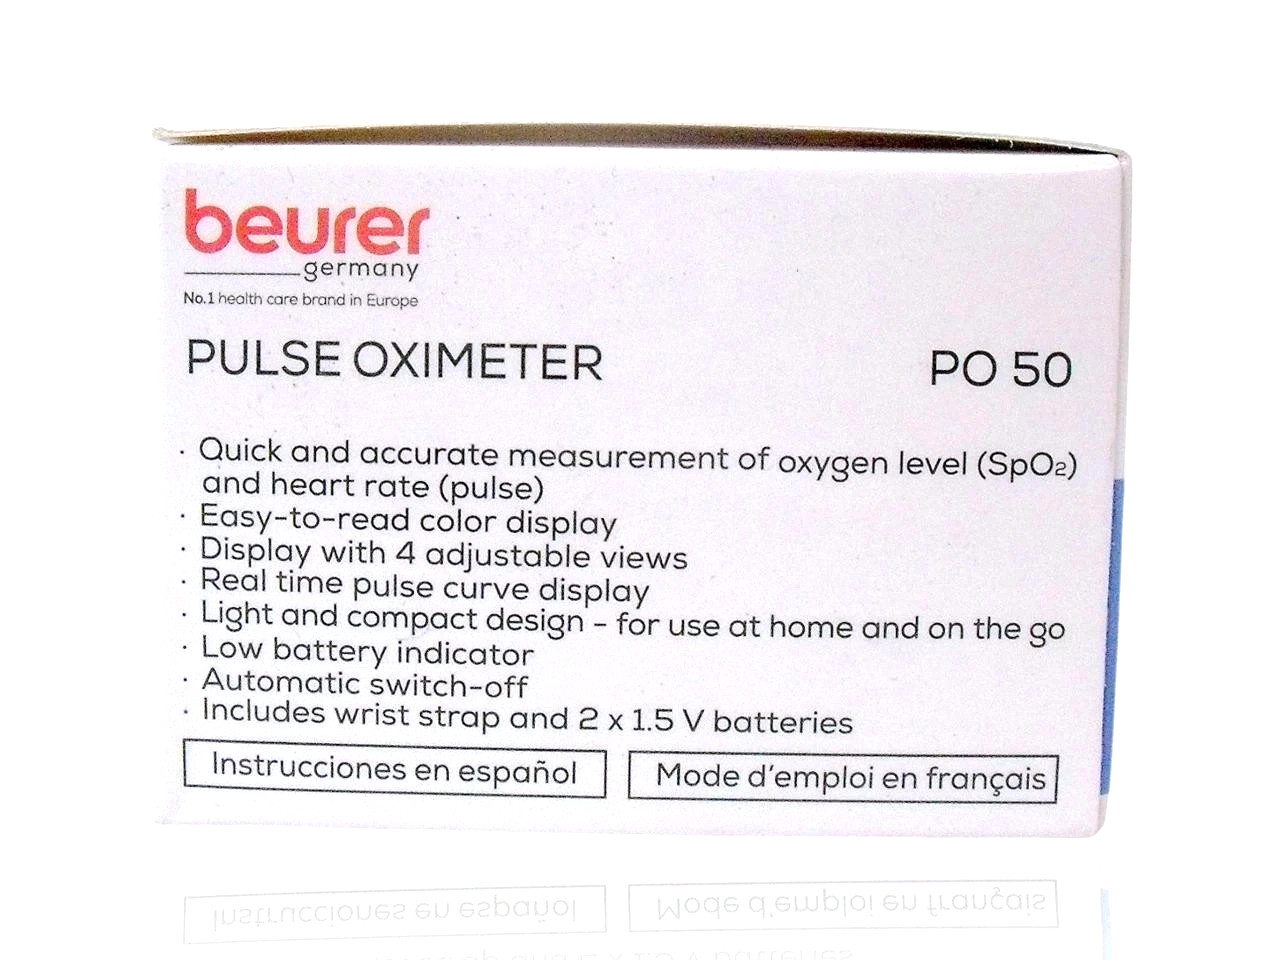 beurer
germany
No.1 health care brand in Europe
PULSE OXIMETER PO 50
· Quick and accurate measurement of oxygen level (SpO₂)
and heart rate (pulse)
· Easy-to-read color display
· Display with 4 adjustable views
· Real time pulse curve display
· Light and compact design - for use at home and on the go
· Low battery indicator
· Automatic switch-off
· Includes wrist strap and 2 x 1.5 V batteries
Instrucciones en español
Mode d'emploi en français